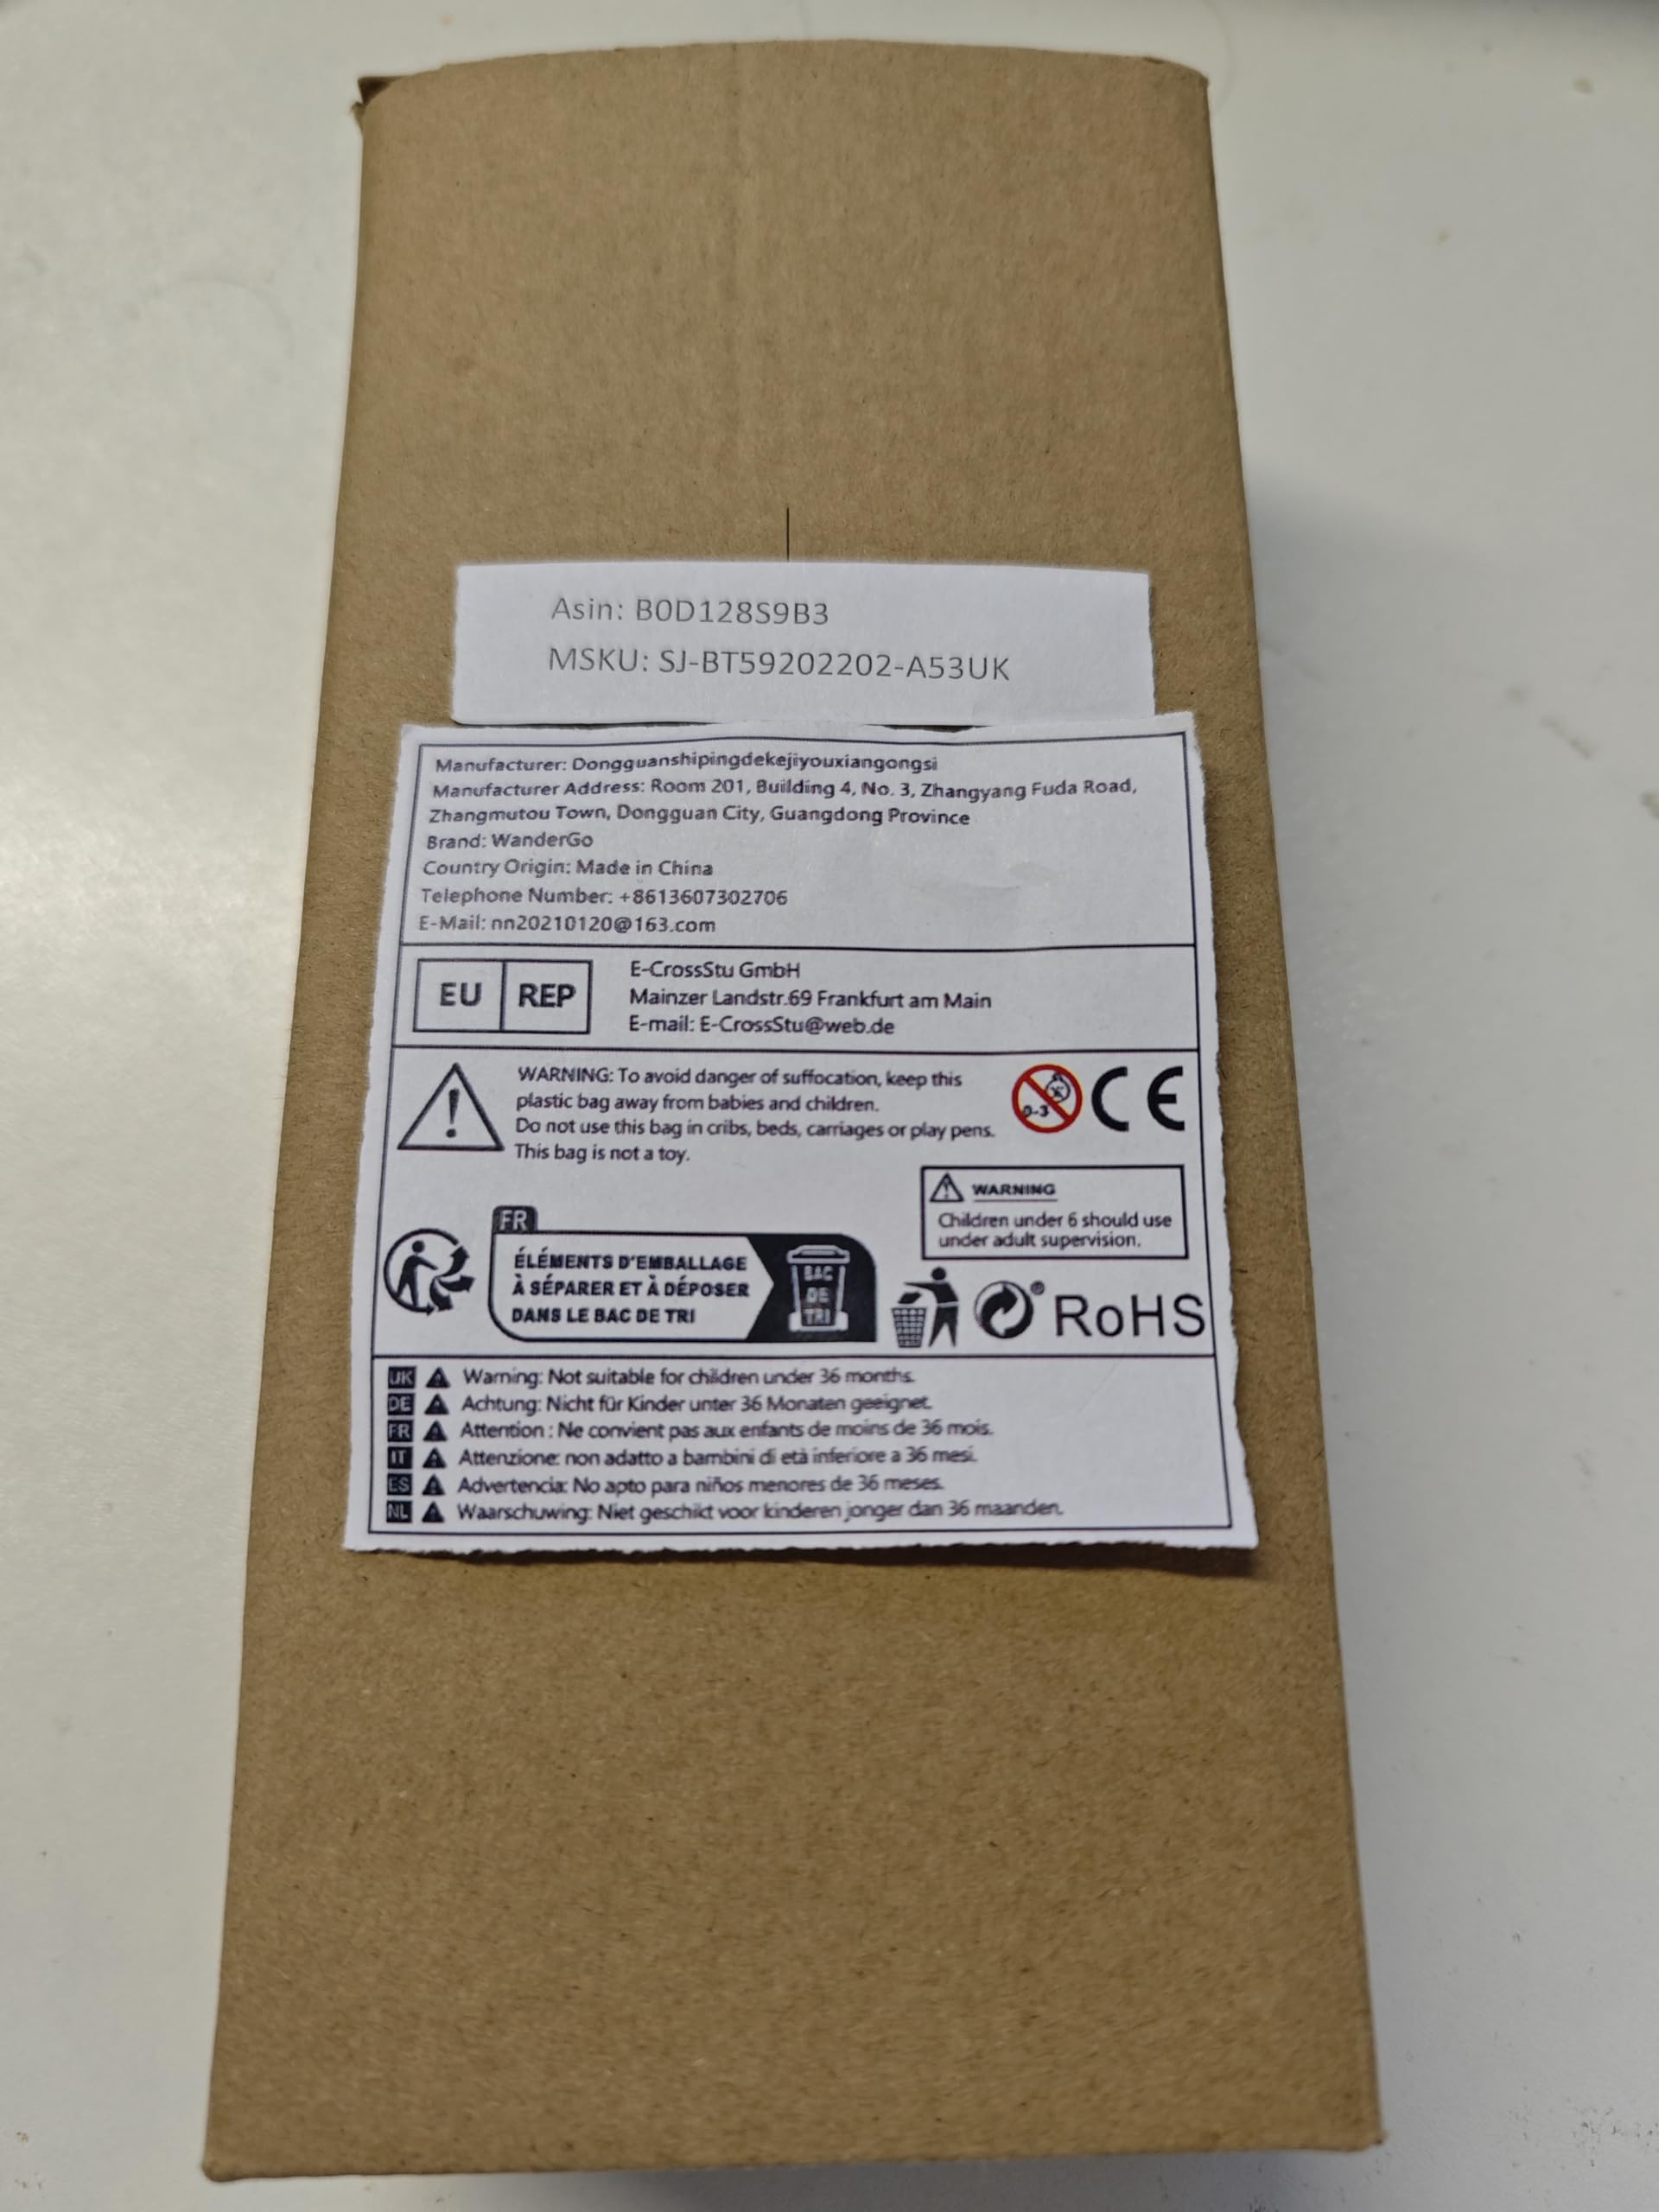 Asin: B0D128S9B3
MSKU: SJ-BT59202202-A53UK
Manufacturer: Dongguanshipingdekejiyouxiangongsi
Manufacturer Address: Room 201, Building 4, No. 3, Zhangyang Fuda Road,
Zhangmutou Town, Dongguan City, Guangdong Province
Brand: WanderGo
Country Origin: Made in China
Telephone Number: +8613607302706
E-Mail: nn20210120@163.com
EU REP
E-CrossStu GmbH
Mainzer Landstr.69 Frankfurt am Main
E-mail: E-CrossStu@web.de
WARNING: To avoid danger of suffocation, keep this
plastic bag away from babies and children.
Do not use this bag in cribs, beds, carriages or play pens.
This bag is not a toy.
0-3
CE
WARNING
Children under 6 should use
under adult supervision.
FR
ÉLÉMENTS D'EMBALLAGE
À SÉPARER ET À DÉPOSER
DANS LE BAC DE TRI
BAC
DE
TRI
® RoHS
UK Warning: Not suitable for children under 36 months.
DE Achtung: Nicht für Kinder unter 36 Monaten geeignet.
FR Attention : Ne convient pas aux enfants de moins de 36 mois.
IT Attenzione: non adatto a bambini di età inferiore a 36 mesi.
ES Advertencia: No apto para niños menores de 36 meses.
NL Waarschuwing: Niet geschikt voor kinderen jonger dan 36 maanden.